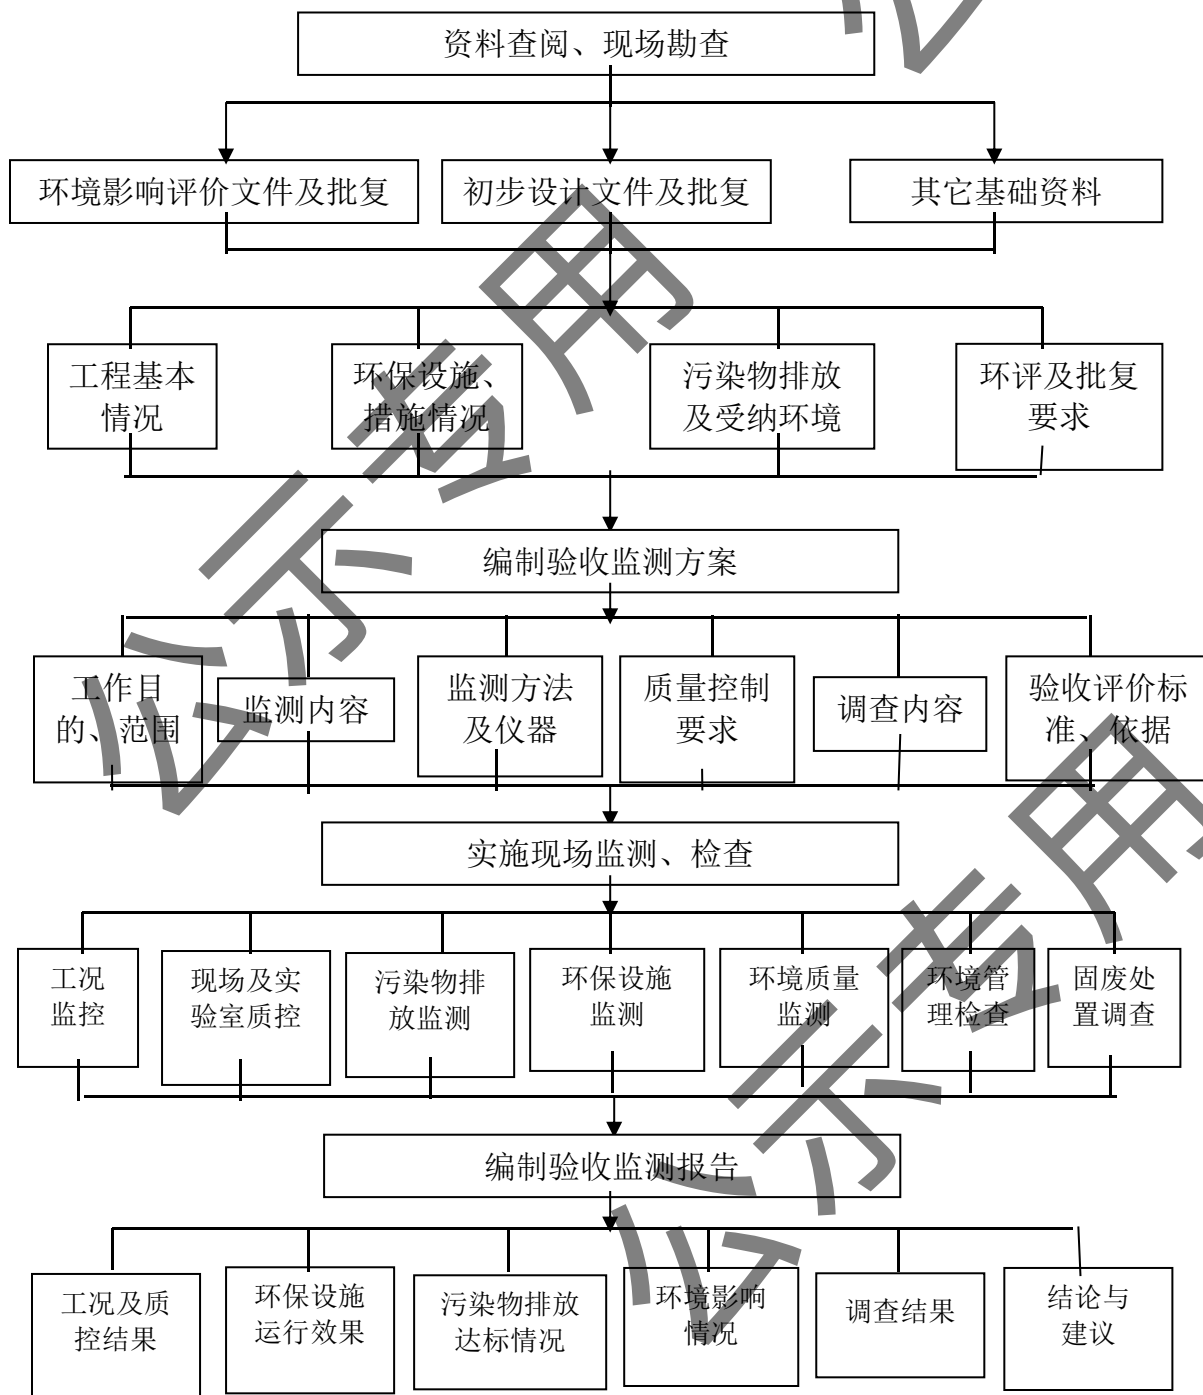 资料查阅、现场勘查
环境影响评价文件及批复
初步设计文件及批复
其它基础资料
工程基本
情况
环保设施、
措施情况
污染物排放
及受纳环境
环评及批复
要求
编制验收监测方案
工作目
的、范围
监测内容
监测方法
及仪器
质量控制
要求
调查内容
验收评价标
准、依据
实施现场监测、检查
工况
监控
现场及实
验室质控
污染物排
放监测
环保设施
监测
环境质量
监测
环境管
理检查
固废处
置调查
编制验收监测报告
工况及质
控结果
环保设施
运行效果
污染物排放
达标情况
环境影响
情况
调查结果
结论与
建议
公示专用
公示专用